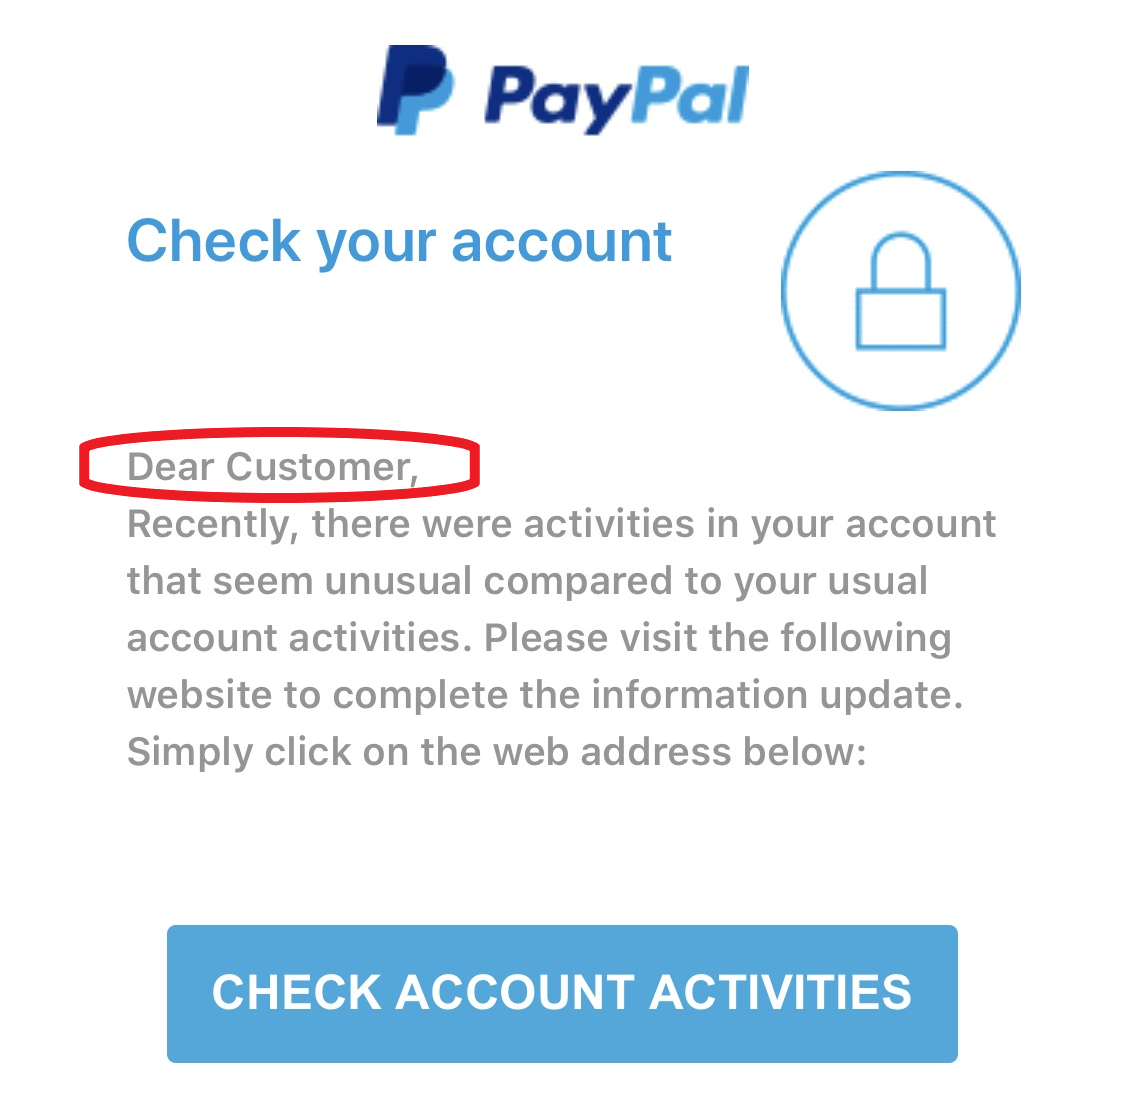 PayPal
Check your account
Dear Customer,
Recently, there were activities in your account
that seem unusual compared to your usual
account activities. Please visit the following
website to complete the information update.
Simply click on the web address below:
CHECK ACCOUNT ACTIVITIES